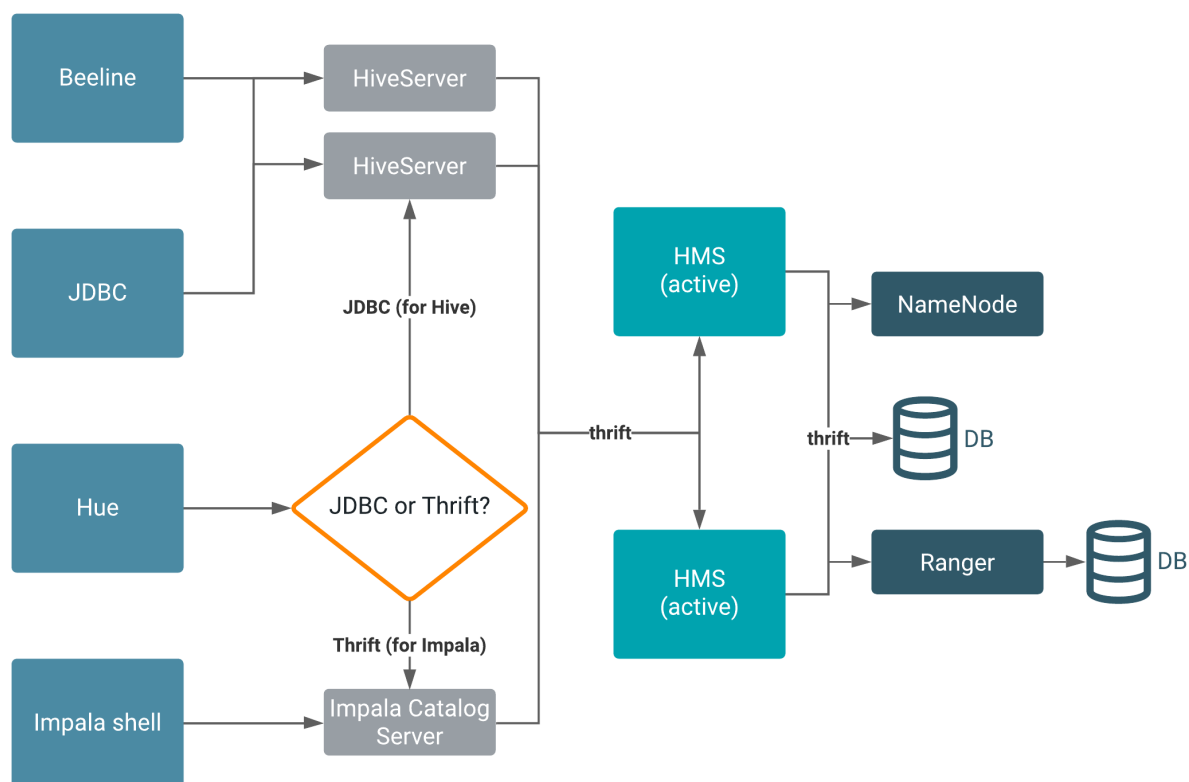 Beeline
HiveServer
HiveServer
JDBC
JDBC (for Hive)
HMS
(active)
NameNode
thrift
thrift
DB
Hue
JDBC or Thrift?
HMS
(active)
Ranger
DB
Thrift (for Impala)
Impala shell
Impala Catalog
Server